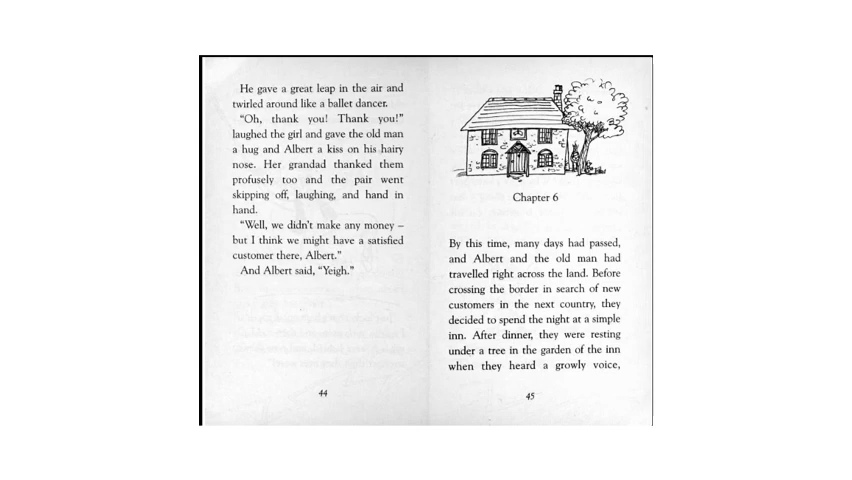 He gave a great leap in the air and
twirled around like a ballet dancer.
“Oh, thank you! Thank you!”
laughed the girl and gave the old man
a hug and Albert a kiss on his hairy
nose. Her grandad thanked them
profusely too and the pair went
skipping off, laughing, and hand in
hand.
“Well, we didn’t make any money –
but I think we might have a satisfied
customer there, Albert.”
And Albert said, “Yeigh.”
44
Chapter 6
By this time, many days had passed,
and Albert and the old man had
travelled right across the land. Before
crossing the border in search of new
customers in the next country, they
decided to spend the night at a simple
inn. After dinner, they were resting
under a tree in the garden of the inn
when they heard a growly voice,
45